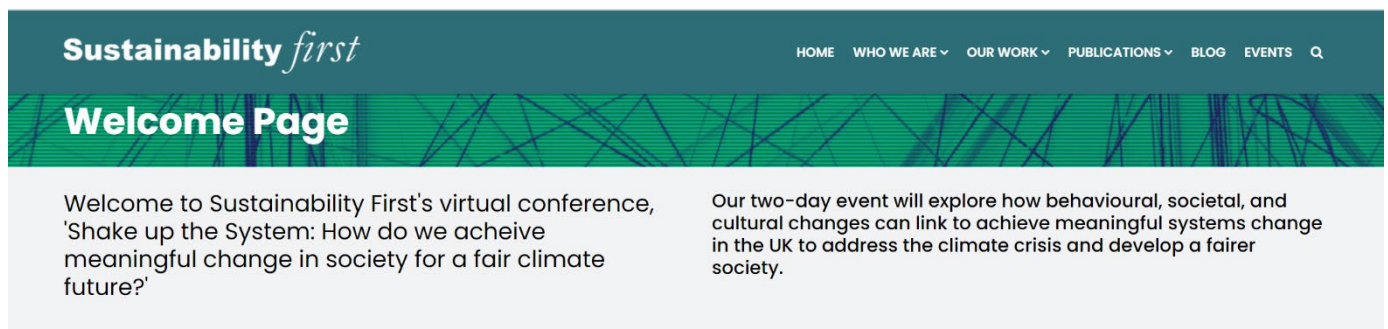 Sustainability first
HOME WHO WE ARE OUR WORK PUBLICATIONS BLOG EVENTS
Welcome Page
Welcome to Sustainability First's virtual conference,
'Shake up the System: How do we acheive
meaningful change in society for a fair climate
future?'
Our two-day event will explore how behavioural, societal, and
cultural changes can link to achieve meaningful systems change
in the UK to address the climate crisis and develop a fairer
society.